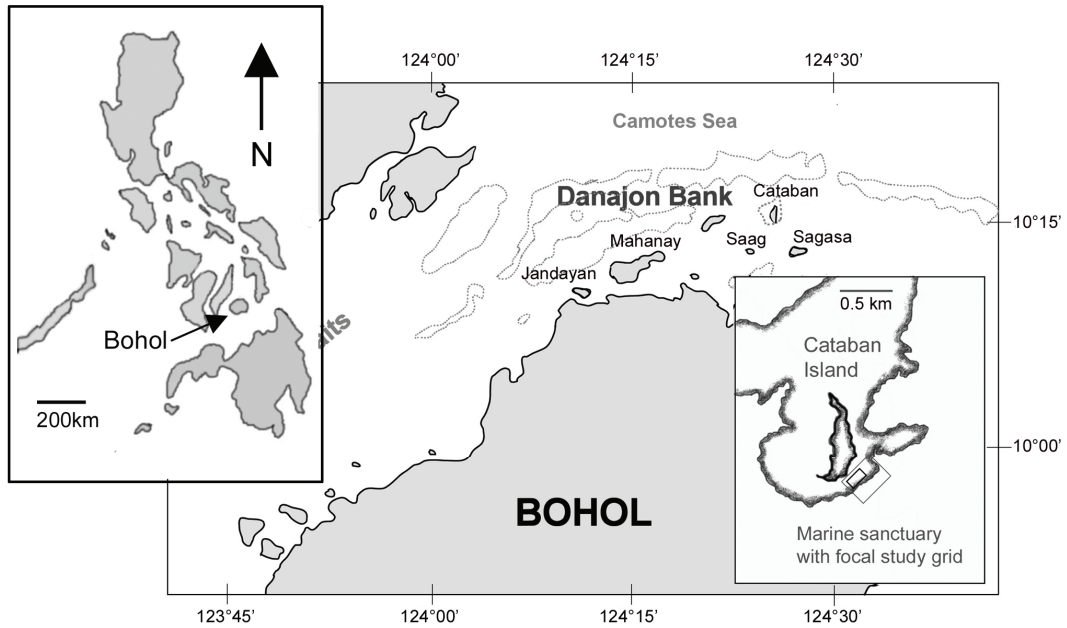 124°00'
124°15'
124°30'
Camotes Sea
N
Danajon Bank
Cataban
10°15'
Mahanay
Saag
Sagasa
Jandayan
0.5 km
Bohol
Cataban
Island
200km
10°00'
BOHOL
Marine sanctuary
with focal study grid
123°45'
124°00'
124°15'
124°30'